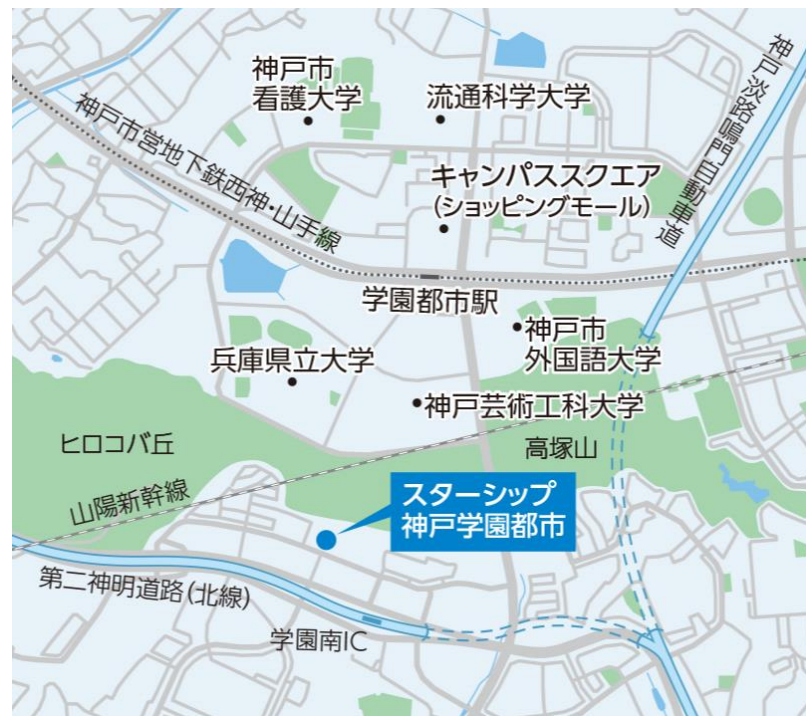 神戸市
看護大学
流通科学大学
神戸淡路鳴門自動車道
神戸市営地下鉄西神・山手線
キャンパススクエア
(ショッピングモール)
学園都市駅
神戸市
外国語大学
兵庫県立大学
神戸芸術工科大学
ヒロコバ丘
高塚山
山陽新幹線
スターシップ
神戸学園都市
第二神明道路(北線)
学園南IC